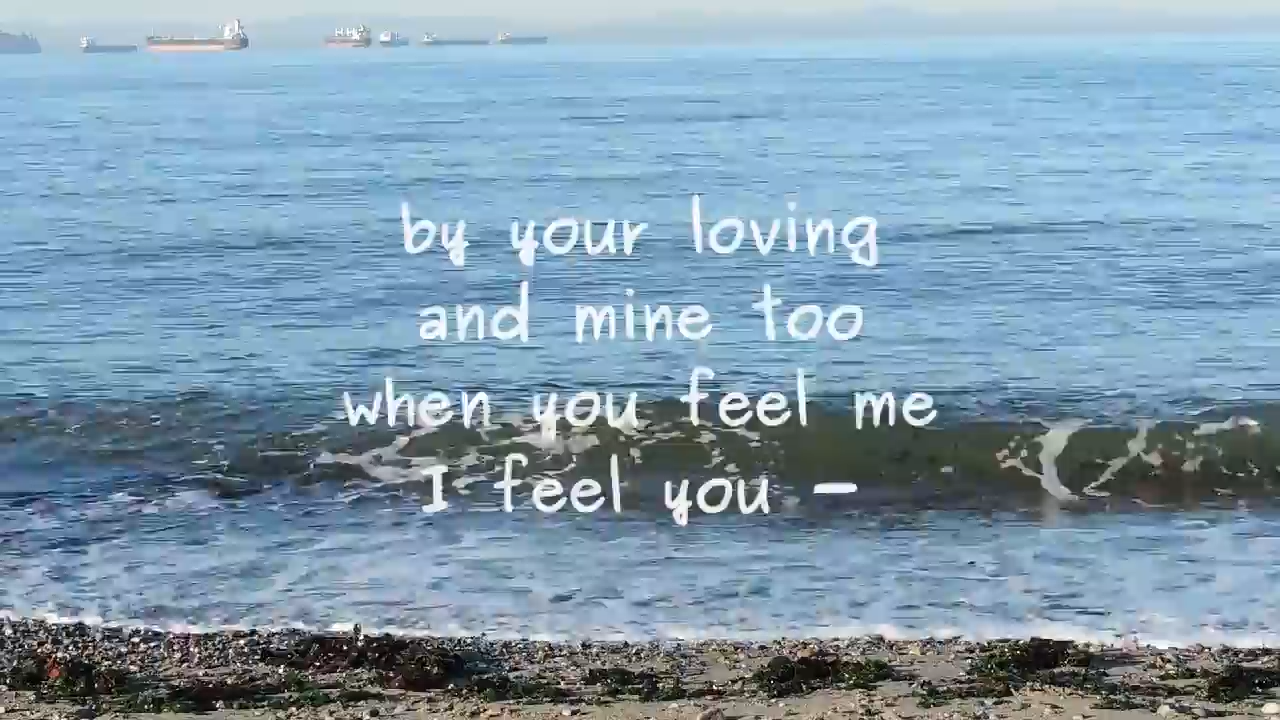 by your loving
and mine too
when you feel me
I feel you –